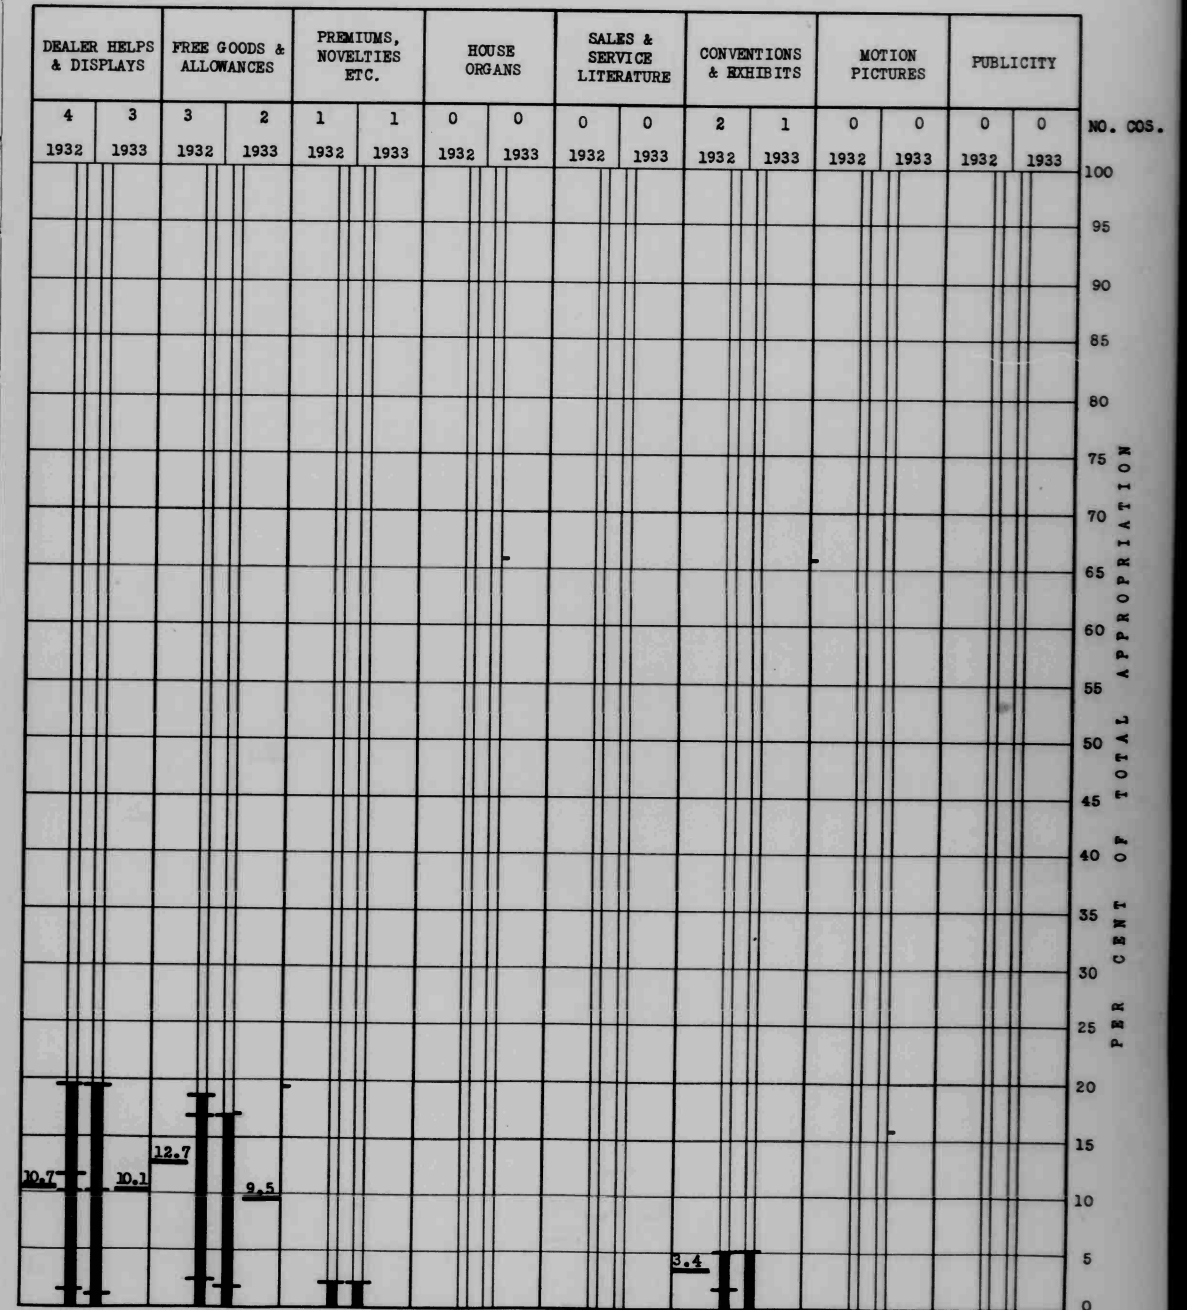 DEALER HELPS
& DISPLAYS
FREE GOODS &
ALLOWANCES
PREMIUMS,
NOVELTIES
ETC.
HOUSE
ORGANS
SALES &
SERVICE
LITERATURE
CONVENTIONS
& EXHIBITS
MOTION
PICTURES
PUBLICITY
4 3 3 2 1 1 0 0 0 0 2 1 0 0 0 0 NO. COS.
1932 1933 1932 1933 1932 1933 1932 1933 1932 1933 1932 1933 1932 1933 1932 1933
100
95
90
85
80
75
70
65
60
55
50
45
40
35
30
25
20
15
10
5
0
PER CENT OF TOTAL APPROPRIATION
10.7
10.1
12.7
9.5
3.4